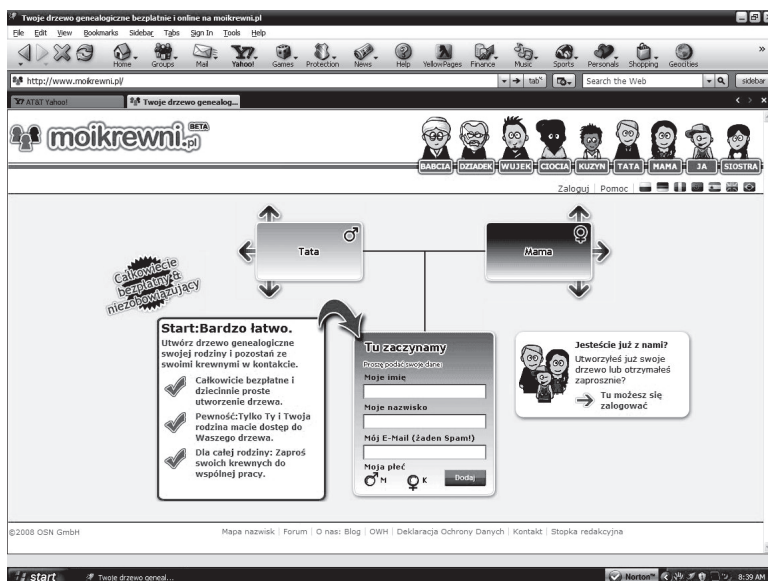 Twoje drzewo genealogiczne bezpłatnie i online na moikrewni.pl
File Edit View Bookmarks Sidebar Tabs Sign In Tools Help
Home Groups Mail Yahoo! Games Protection News Help YellowPages Finance Music Sports Personals Shopping Geocities
http://www.moikrewni.pl/ tab+ Search the Web sidebar
AT&T Yahoo! Twoje drzewo genealog...
moikrewni.pl BETA
BABCIA DZIADEK WUJEK CIOCIA KUZYN TATA MAMA JA SIOSTRA
Zaloguj | Pomoc
Tata
Mama
Całkowicie
bezpłatny &
niezobowiązujący
Start:Bardzo łatwo.
Utwórz drzewo genealogiczne
swojej rodziny i pozostań ze
swoimi krewnymi w kontakcie.
Całkowicie bezpłatne i
dziecinnie proste
utworzenie drzewa.
Pewność:Tylko Ty i Twoja
rodzina macie dostęp do
Waszego drzewa.
Dla całej rodziny: Zaproś
swoich krewnych do
wspólnej pracy.
Tu zaczynamy
Proszę podać swoje dane:
Moje imię
Moje nazwisko
Mój E-Mail (żaden Spam!)
Moja płeć
M K Dodaj
Jesteście już z nami?
Utworzyłeś już swoje
drzewo lub otrzymałeś
zaprosznie?
Tu możesz się
zalogować
©2008 OSN GmbH Mapa nazwisk | Forum | O nas: Blog | OWH | Deklaracja Ochrony Danych | Kontakt | Stopka redakcyjna
start Twoje drzewo geneal... Norton™ 8:39 AM